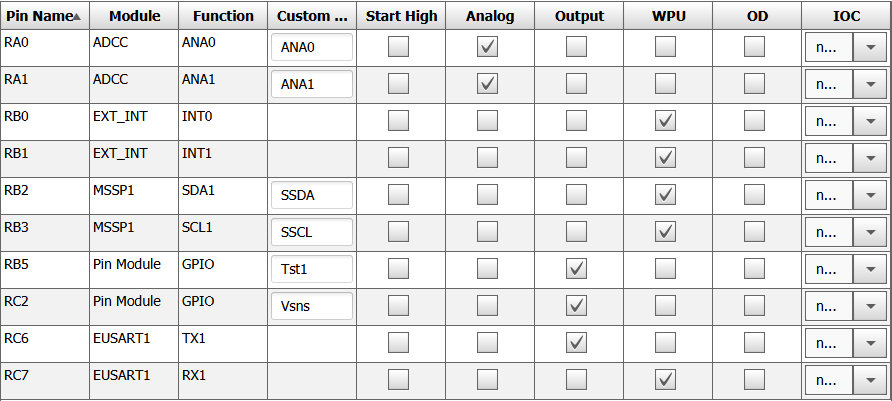 Pin Name Module Function Custom ... Start High Analog Output WPU OD IOC
RA0 ADCC ANA0 ANA0 n...
RA1 ADCC ANA1 ANA1 n...
RB0 EXT_INT INT0 n...
RB1 EXT_INT INT1 n...
RB2 MSSP1 SDA1 SSDA n...
RB3 MSSP1 SCL1 SSCL n...
RB5 Pin Module GPIO Tst1 n...
RC2 Pin Module GPIO Vsns n...
RC6 EUSART1 TX1 n...
RC7 EUSART1 RX1 n...